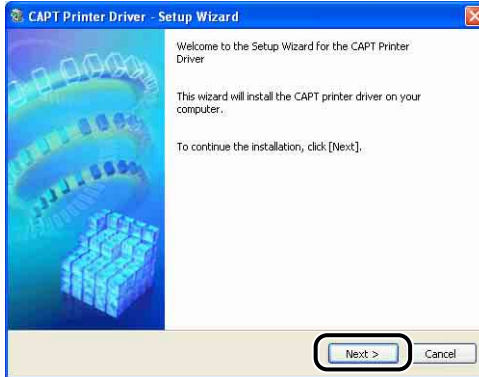 CAPT Printer Driver - Setup Wizard
Welcome to the Setup Wizard for the CAPT Printer
Driver
This wizard will install the CAPT printer driver on your
computer.
To continue the installation, click [Next].
Next >
Cancel